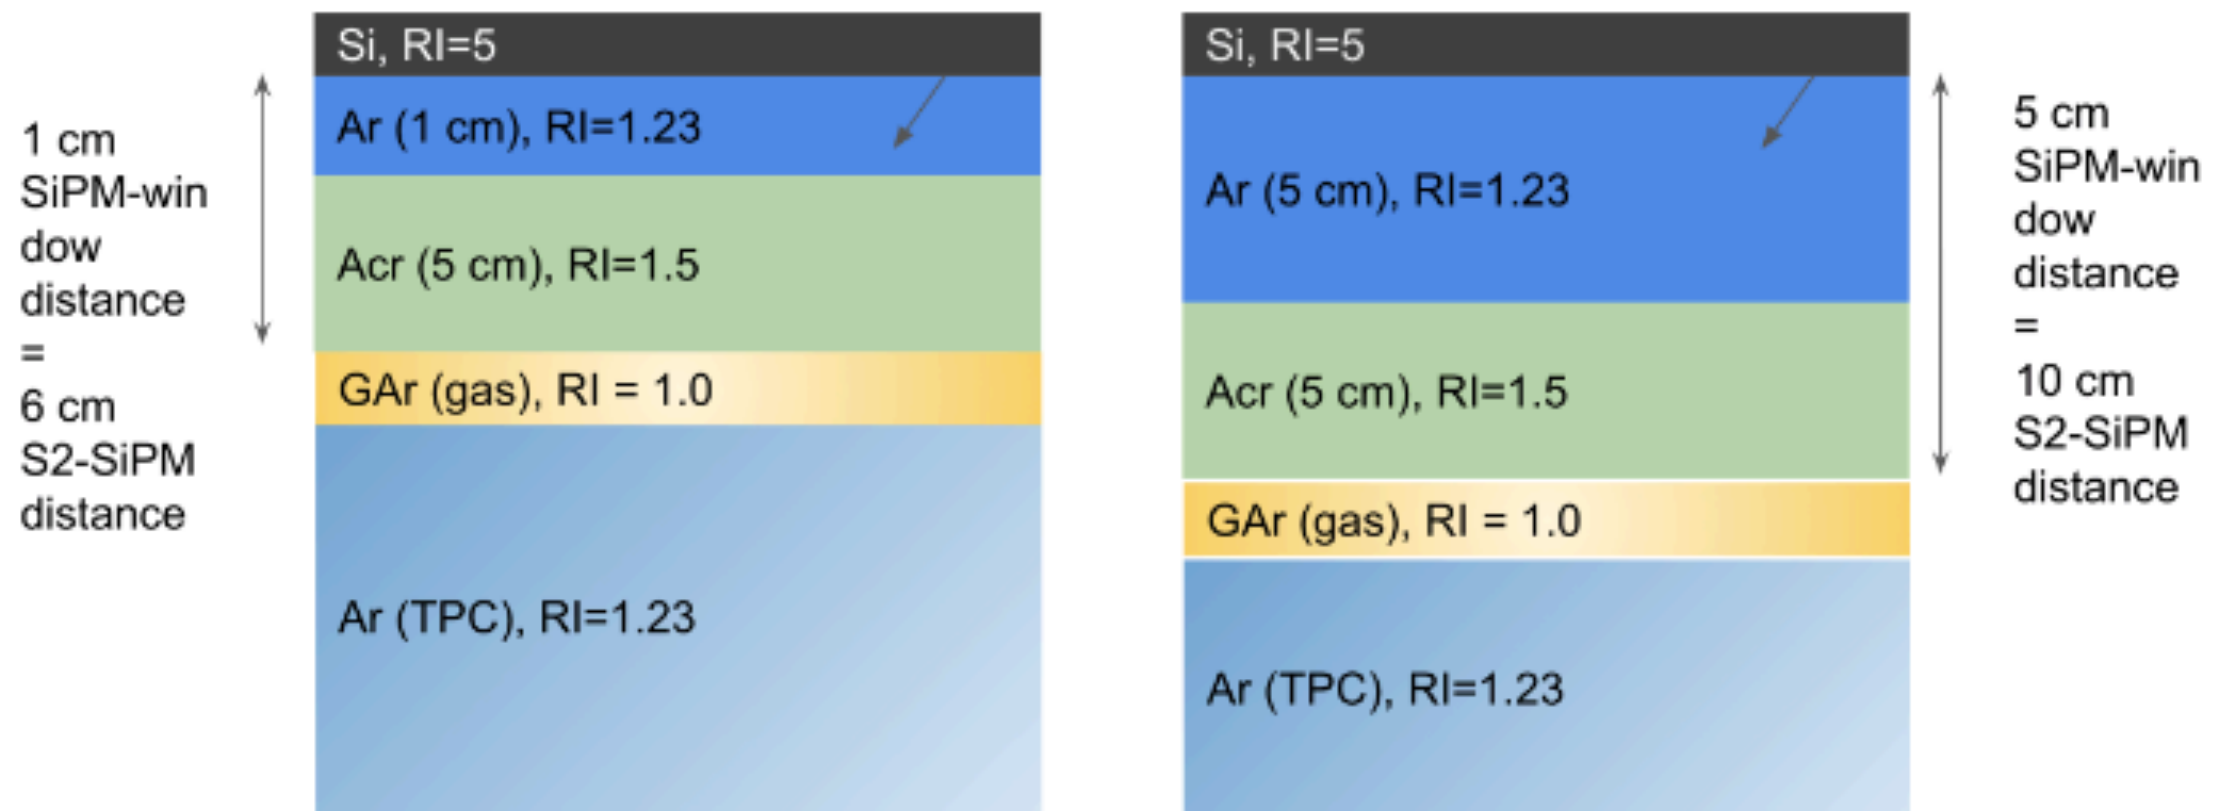 1 cm
SiPM-win
dow
distance
=
6 cm
S2-SiPM
distance
Si, RI=5
Ar (1 cm), RI=1.23
Acr (5 cm), RI=1.5
GAr (gas), RI = 1.0
Ar (TPC), RI=1.23
Si, RI=5
Ar (5 cm), RI=1.23
Acr (5 cm), RI=1.5
GAr (gas), RI = 1.0
Ar (TPC), RI=1.23
5 cm
SiPM-win
dow
distance
=
10 cm
S2-SiPM
distance